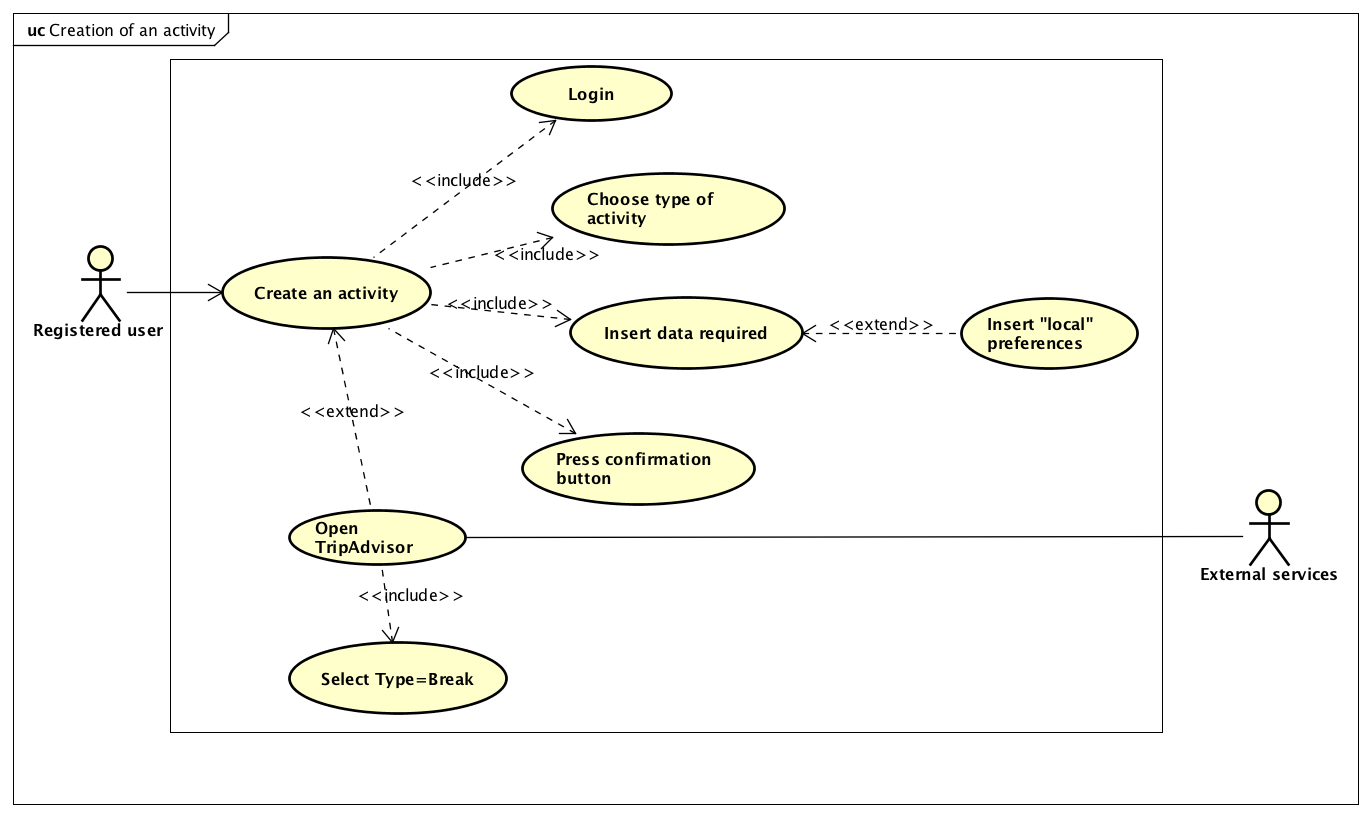 uc Creation of an activity
Login
<<include>>
Choose type of
activity
<<include>>
Create an activity
<<include>>
Registered user
Insert data required
<<extend>>
Insert "local"
preferences
<<include>>
<<extend>>
Press confirmation
button
Open
TripAdvisor
External services
<<include>>
Select Type=Break